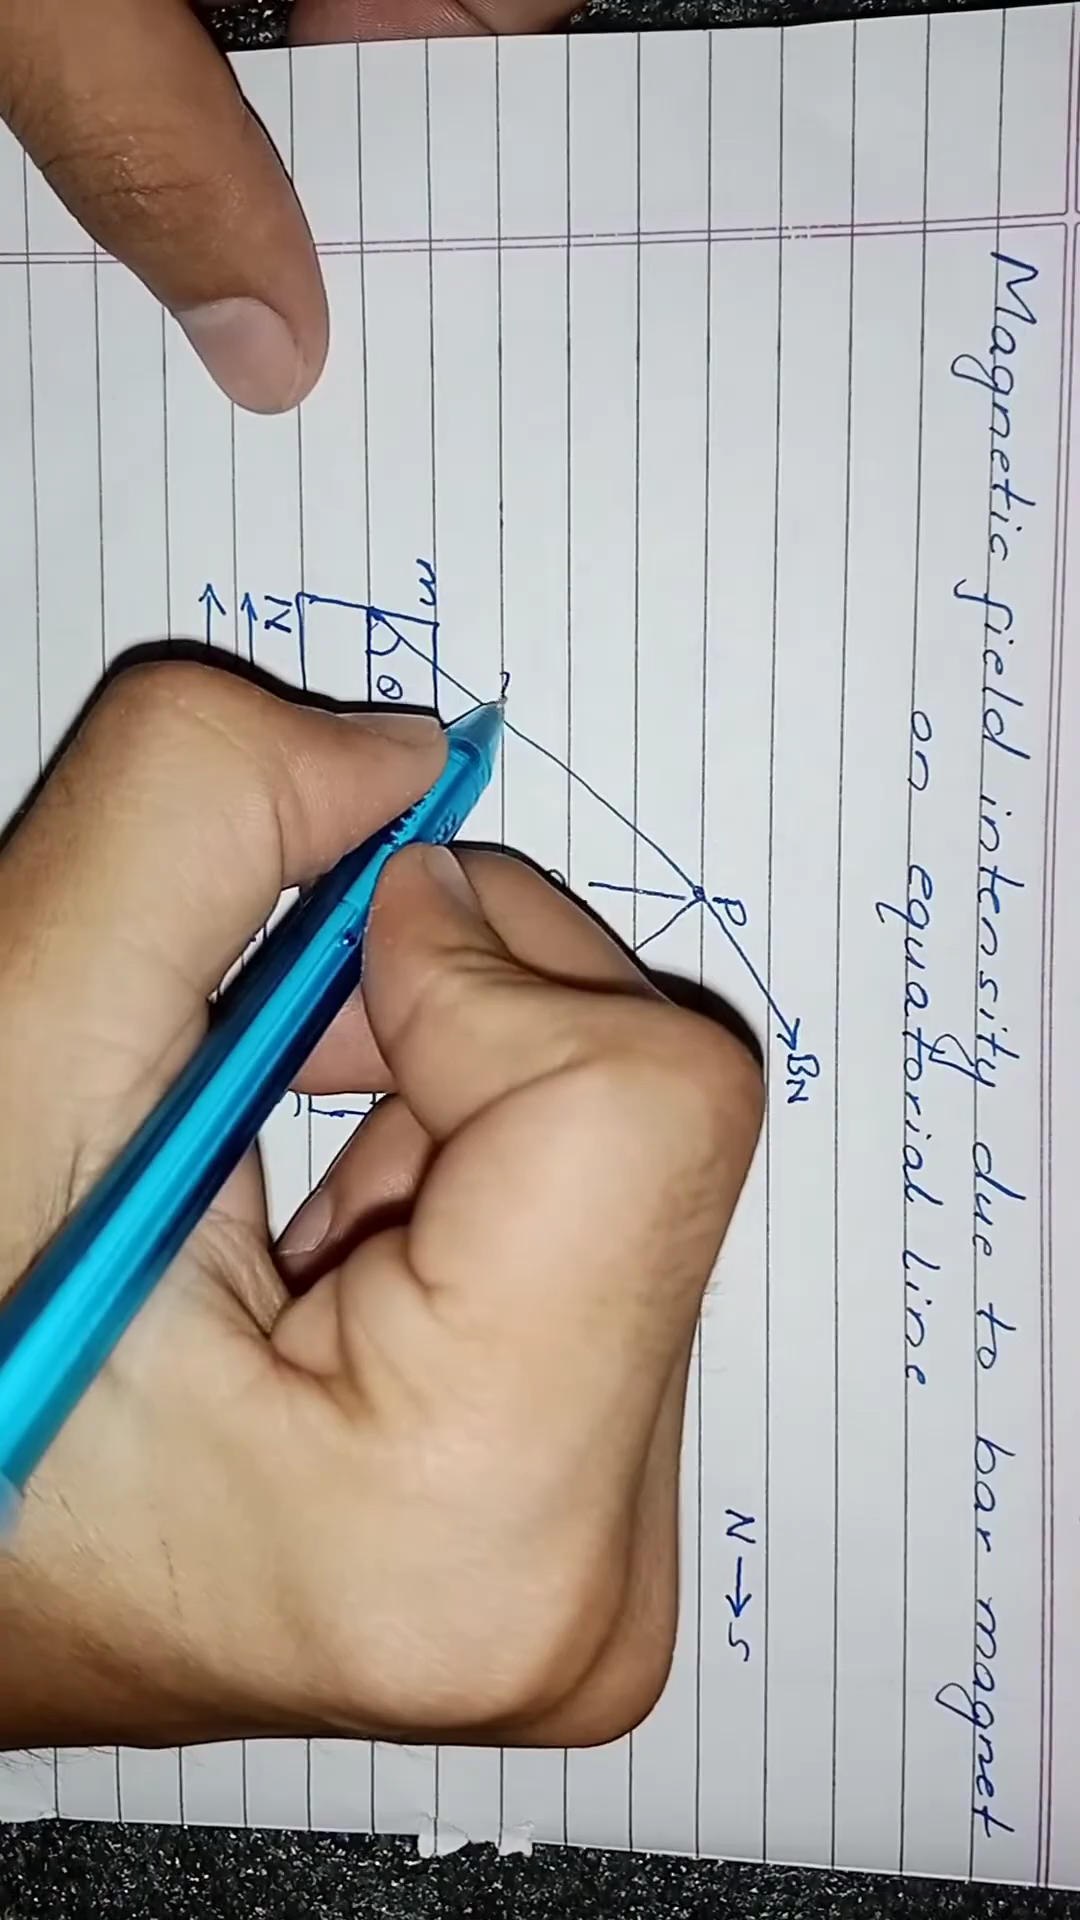 Magnetic field intensity due to bar magnet
on equatorial line
N → S
P
BN
m
θ
N